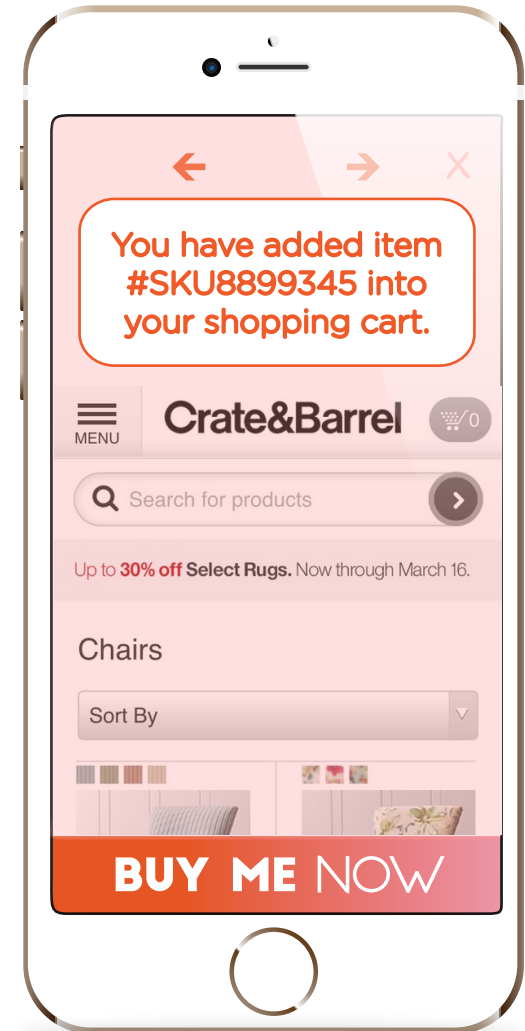 You have added item
#SKU8899345 into
your shopping cart.
MENU
Crate&Barrel
0
Search for products
Up to 30% off Select Rugs. Now through March 16.
Chairs
Sort By
BUY ME NOW